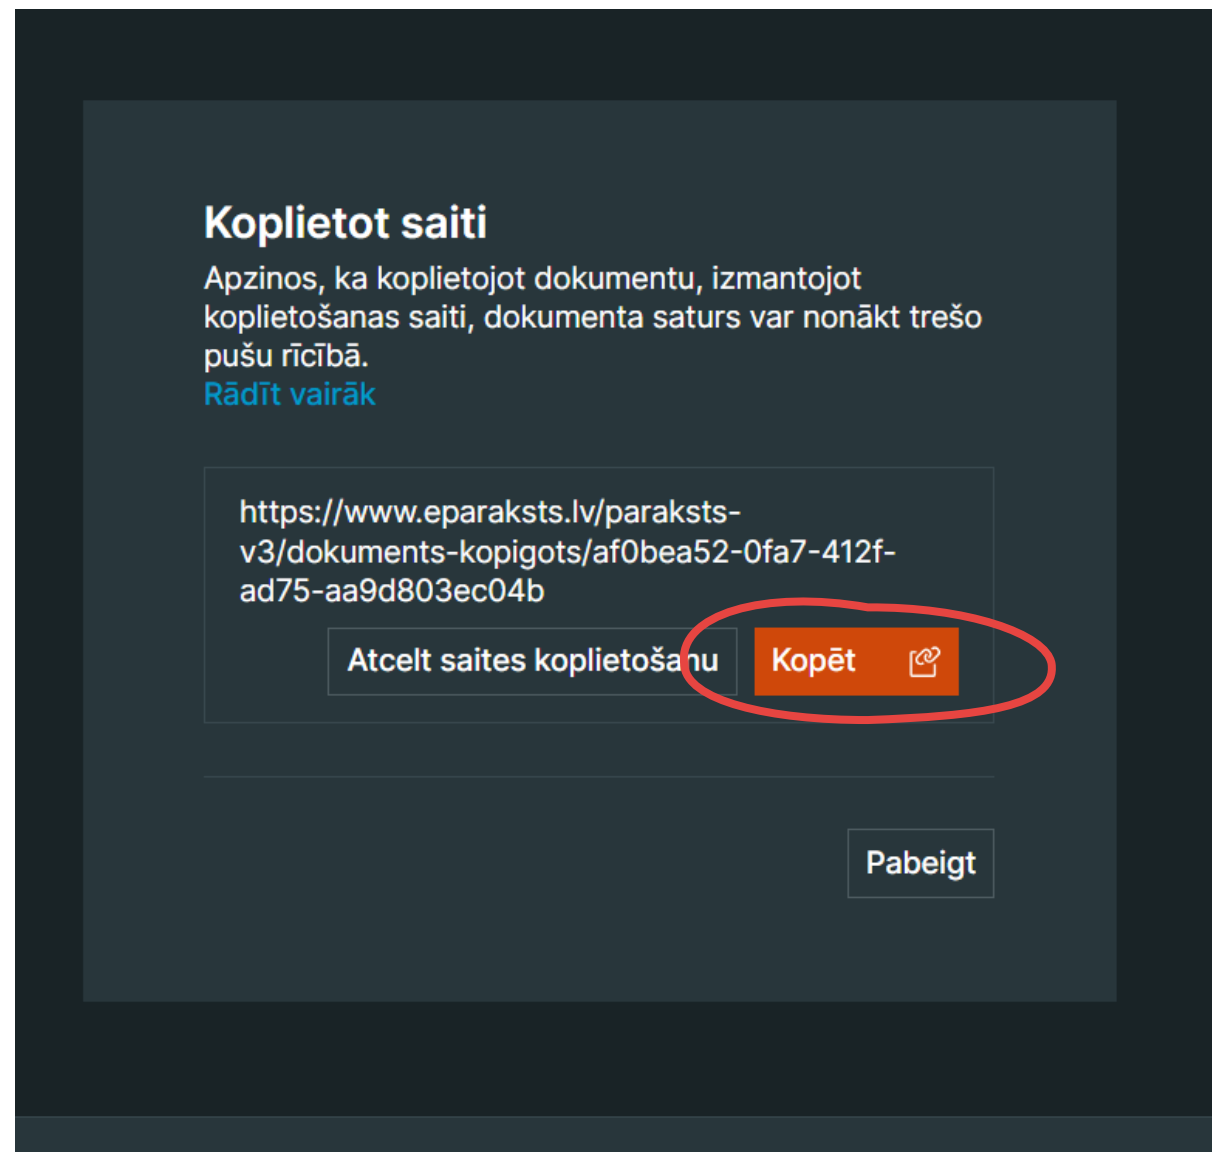 Koplietot saiti
Apzinos, ka koplietojot dokumentu, izmantojot
koplietošanas saiti, dokumenta saturs var nonākt trešo
pušu rīcībā.
Rādīt vairāk
https://www.eparaksts.lv/paraksts-
v3/dokuments-kopigots/af0bea52-0fa7-412f-
ad75-aa9d803ec04b
Atcelt saites koplietošanu
Kopēt
Pabeigt